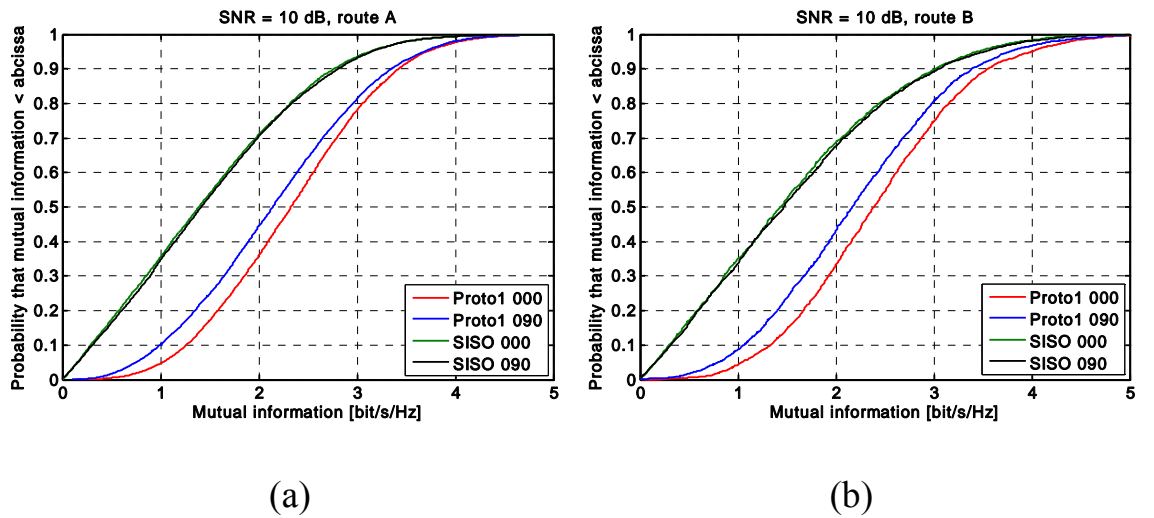 SNR = 10 dB, route A
Probability that mutual information < abcissa
1
0.9
0.8
0.7
0.6
0.5
0.4
0.3
0.2
0.1
0
0 1 2 3 4 5
Mutual information [bit/s/Hz]
Proto1 000
Proto1 090
SISO 000
SISO 090
(a)
SNR = 10 dB, route B
Probability that mutual information < abcissa
1
0.9
0.8
0.7
0.6
0.5
0.4
0.3
0.2
0.1
0
0 1 2 3 4 5
Mutual information [bit/s/Hz]
Proto1 000
Proto1 090
SISO 000
SISO 090
(b)